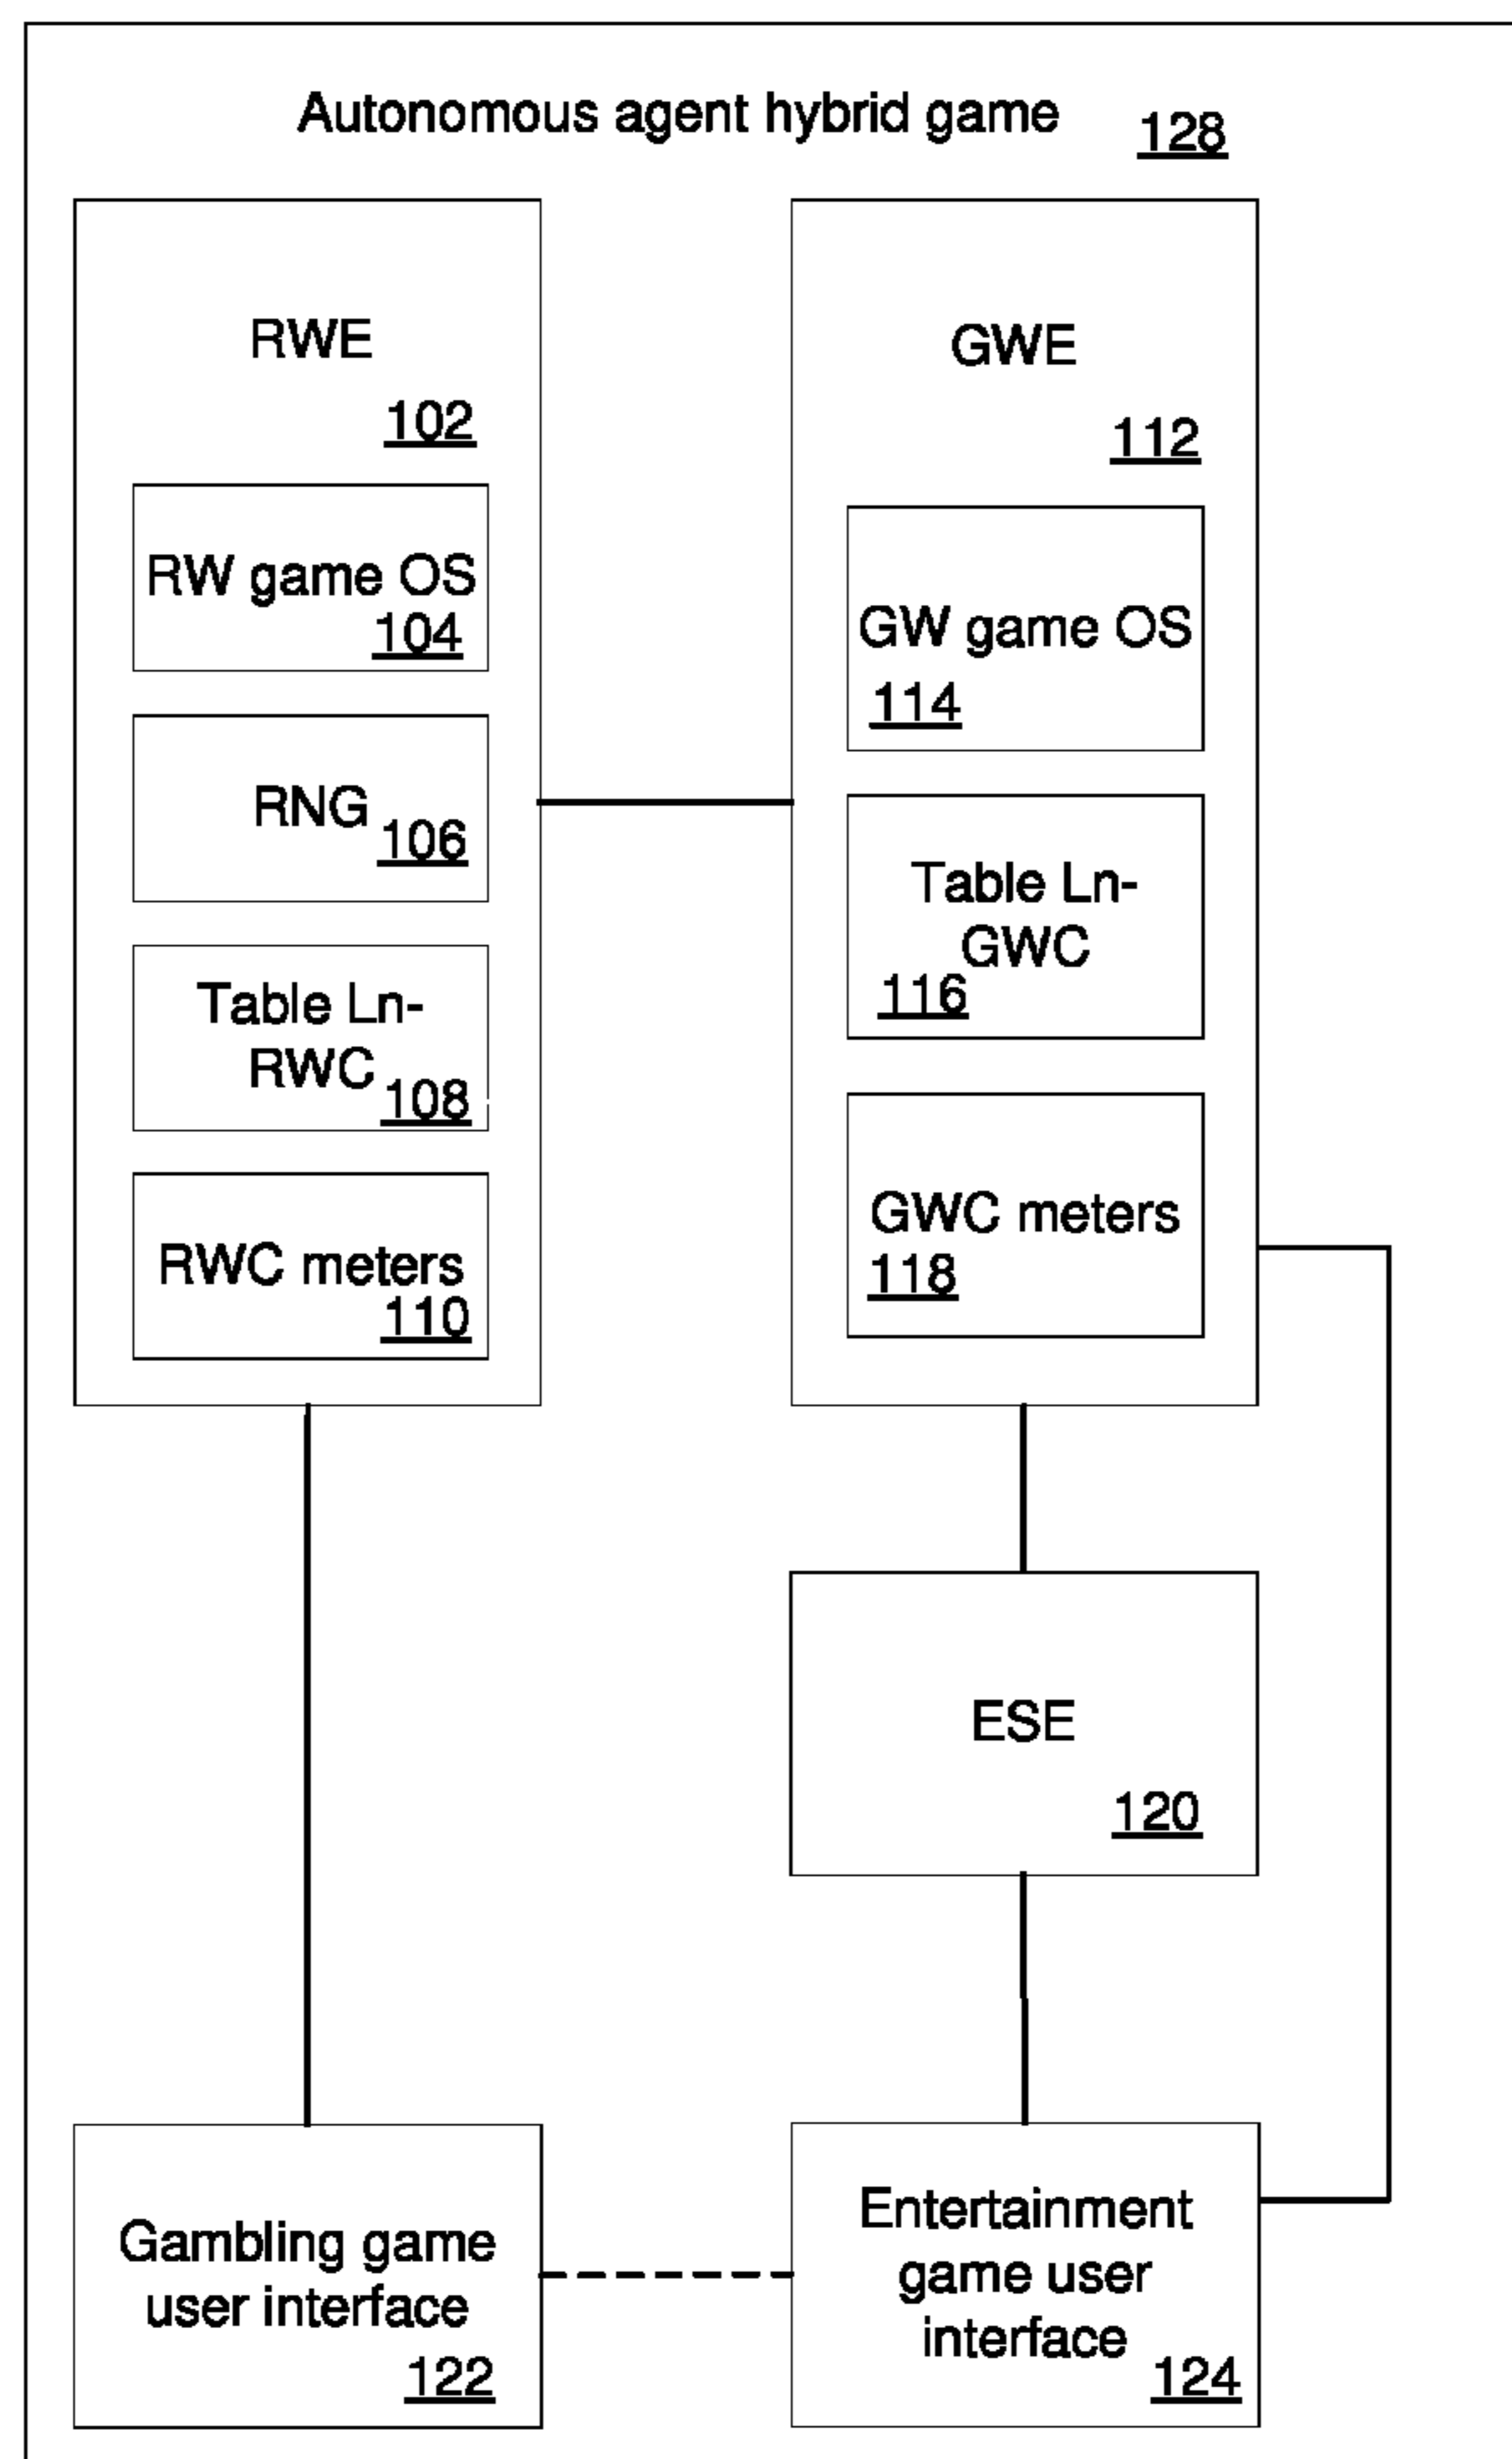 Autonomous agent hybrid game
128
RWE
102
RW game OS
104
RNG
106
Table Ln-
RWC
108
RWC meters
110
GWE
112
GW game OS
114
Table Ln-
GWC
116
GWC meters
118
ESE
120
Gambling game
user interface
122
Entertainment
game user
interface
124